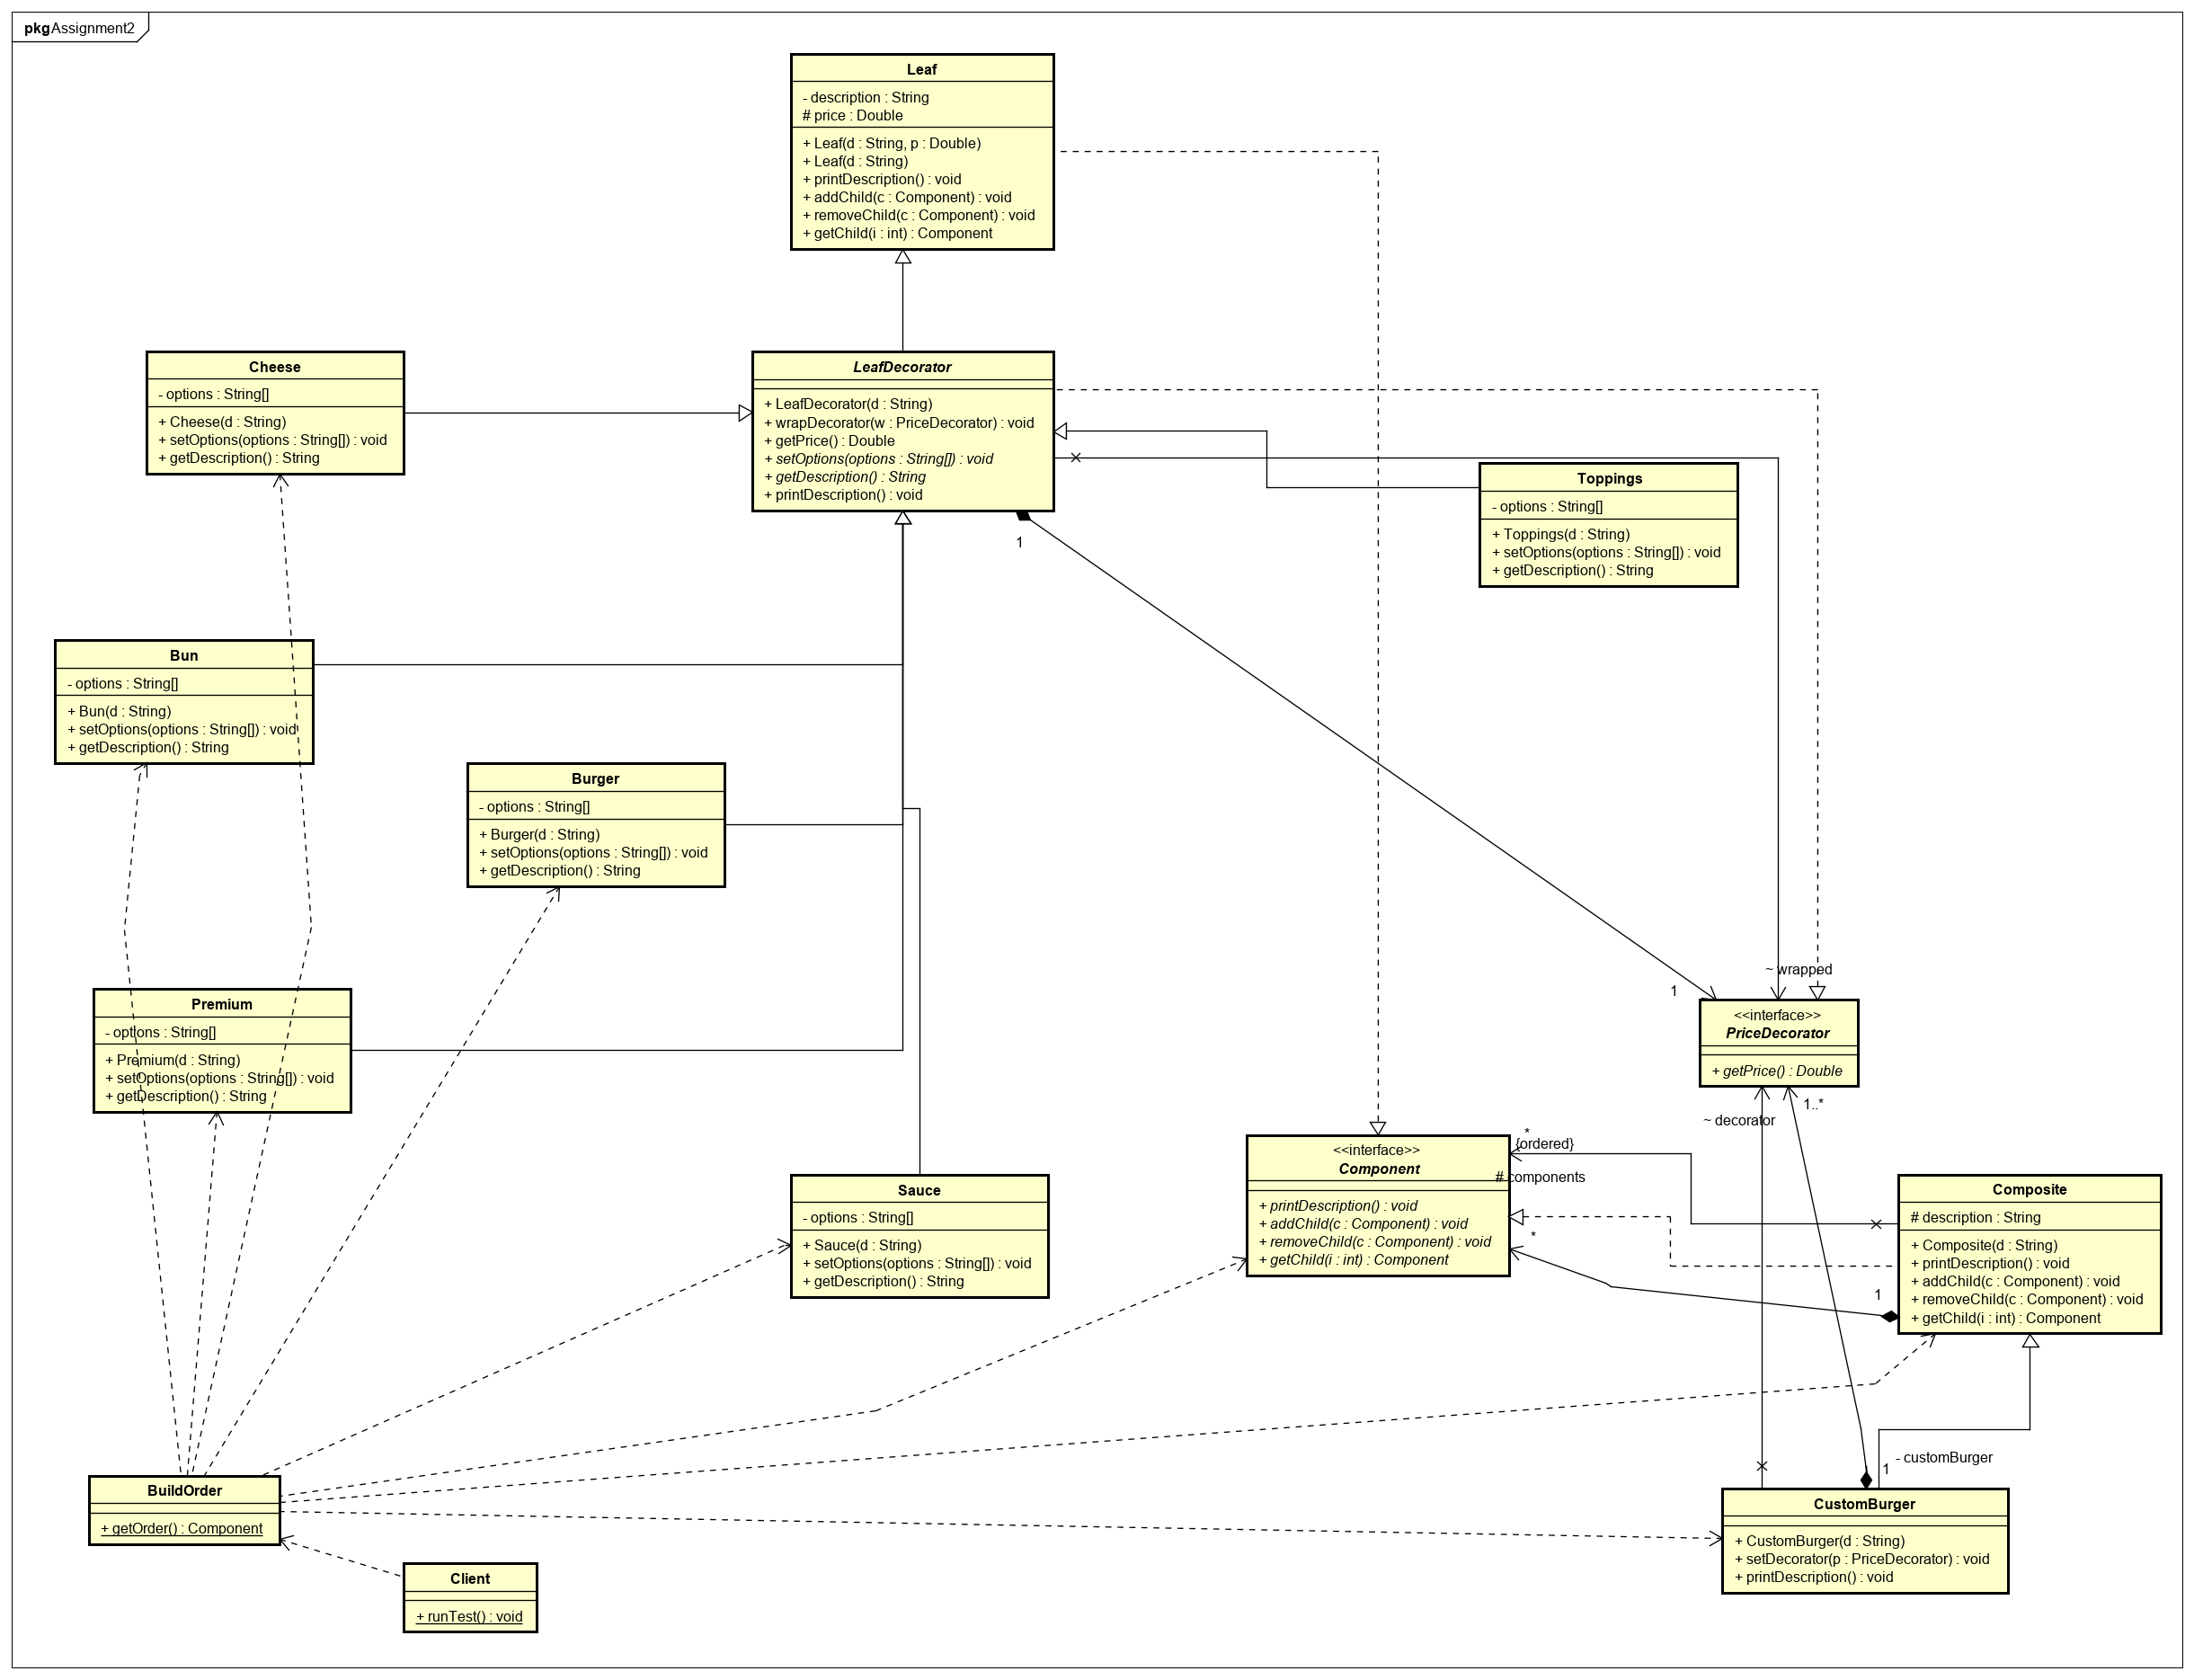 pkg Assignment2
Leaf
- description : String
# price : Double
+ Leaf(d : String, p : Double)
+ Leaf(d : String)
+ printDescription() : void
+ addChild(c : Component) : void
+ removeChild(c : Component) : void
+ getChild(i : int) : Component
Cheese
- options : String[]
+ Cheese(d : String)
+ setOptions(options : String[]) : void
+ getDescription() : String
LeafDecorator
+ LeafDecorator(d : String)
+ wrapDecorator(w : PriceDecorator) : void
+ getPrice() : Double
+ setOptions(options : String[]) : void
+ getDescription() : String
+ printDescription() : void
1
Toppings
- options : String[]
+ Toppings(d : String)
+ setOptions(options : String[]) : void
+ getDescription() : String
Bun
- options : String[]
+ Bun(d : String)
+ setOptions(options : String[]) : void
+ getDescription() : String
Burger
- options : String[]
+ Burger(d : String)
+ setOptions(options : String[]) : void
+ getDescription() : String
Premium
- options : String[]
+ Premium(d : String)
+ setOptions(options : String[]) : void
+ getDescription() : String
~ wrapped
1
<<interface>>
PriceDecorator
+ getPrice() : Double
1..*
~ decorator
Sauce
- options : String[]
+ Sauce(d : String)
+ setOptions(options : String[]) : void
+ getDescription() : String
<<interface>>
Component
+ printDescription() : void
+ addChild(c : Component) : void
+ removeChild(c : Component) : void
+ getChild(i : int) : Component
*
{ordered}
# components
*
1
Composite
# description : String
+ Composite(d : String)
+ printDescription() : void
+ addChild(c : Component) : void
+ removeChild(c : Component) : void
+ getChild(i : int) : Component
- customBurger
1
BuildOrder
+ getOrder() : Component
CustomBurger
+ CustomBurger(d : String)
+ setDecorator(p : PriceDecorator) : void
+ printDescription() : void
Client
+ runTest() : void